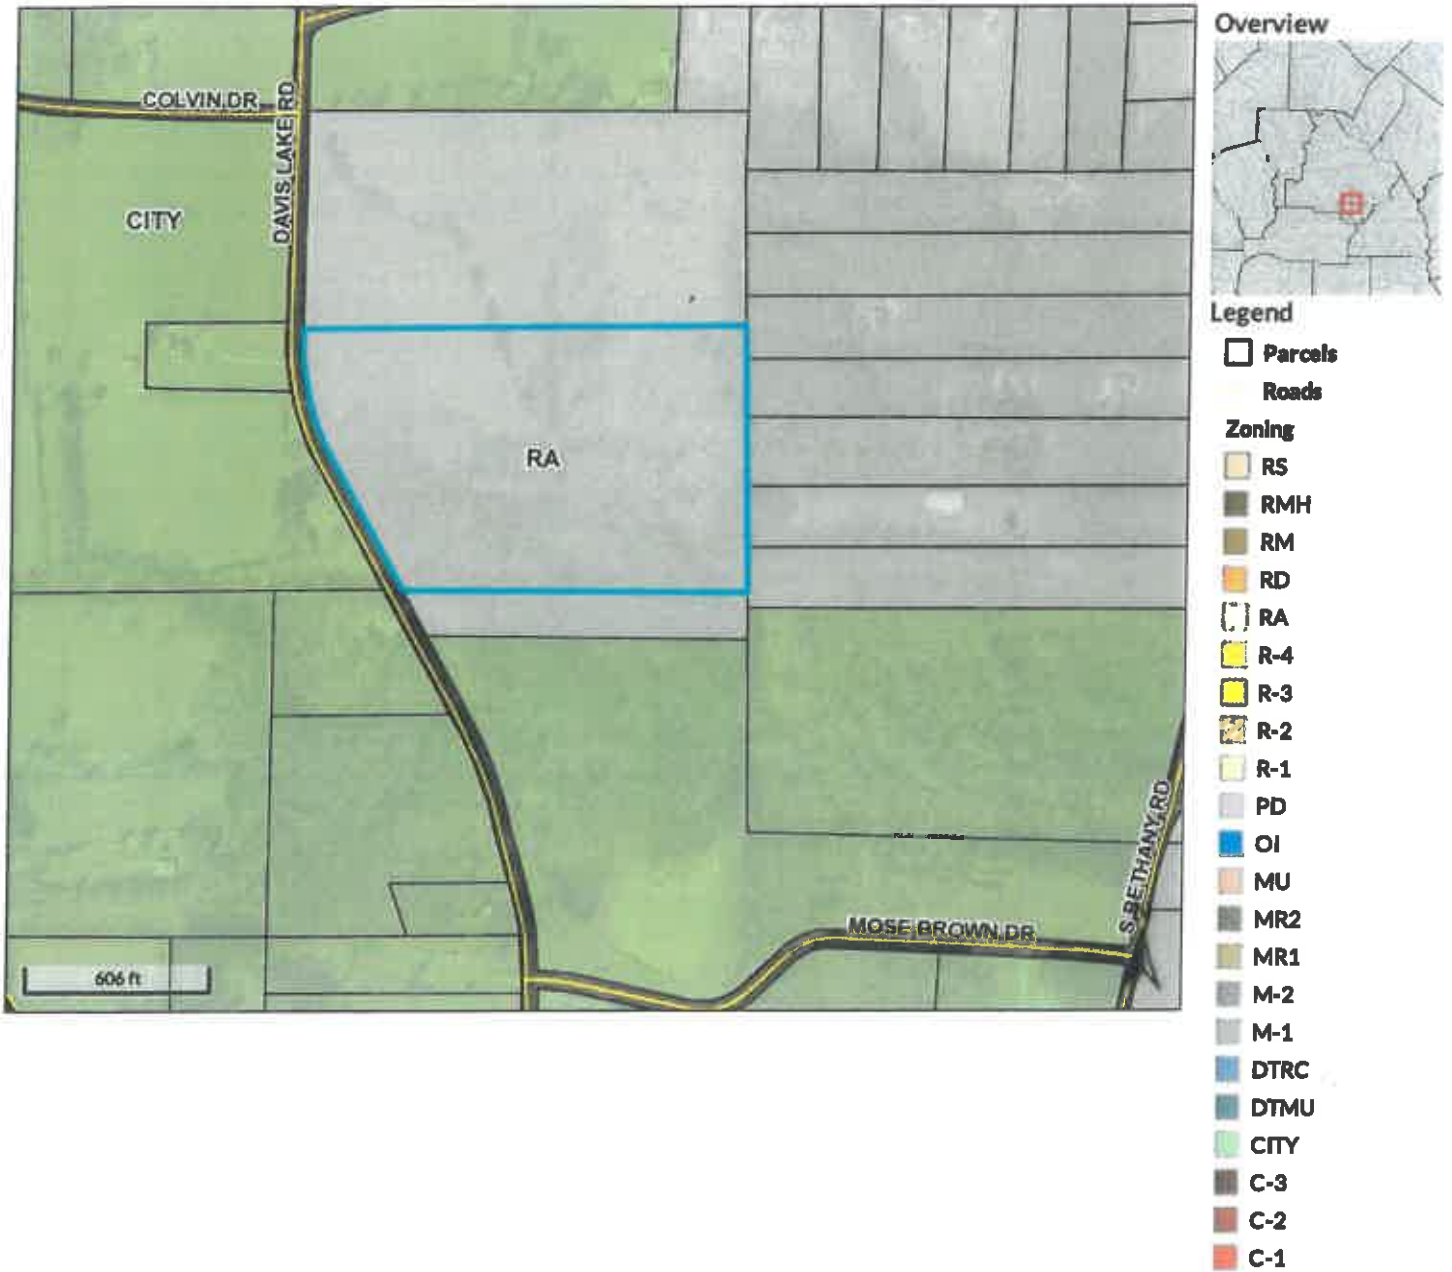 COLVIN DR
DAVIS LAKE RD
CITY
RA
S BETHANY RD
MOSE BROWN DR
606 ft
Overview
Legend
Parcels
Roads
Zoning
RS
RMH
RM
RD
RA
R-4
R-3
R-2
R-1
PD
OI
MU
MR2
MR1
M-2
M-1
DTRC
DTMU
CITY
C-3
C-2
C-1